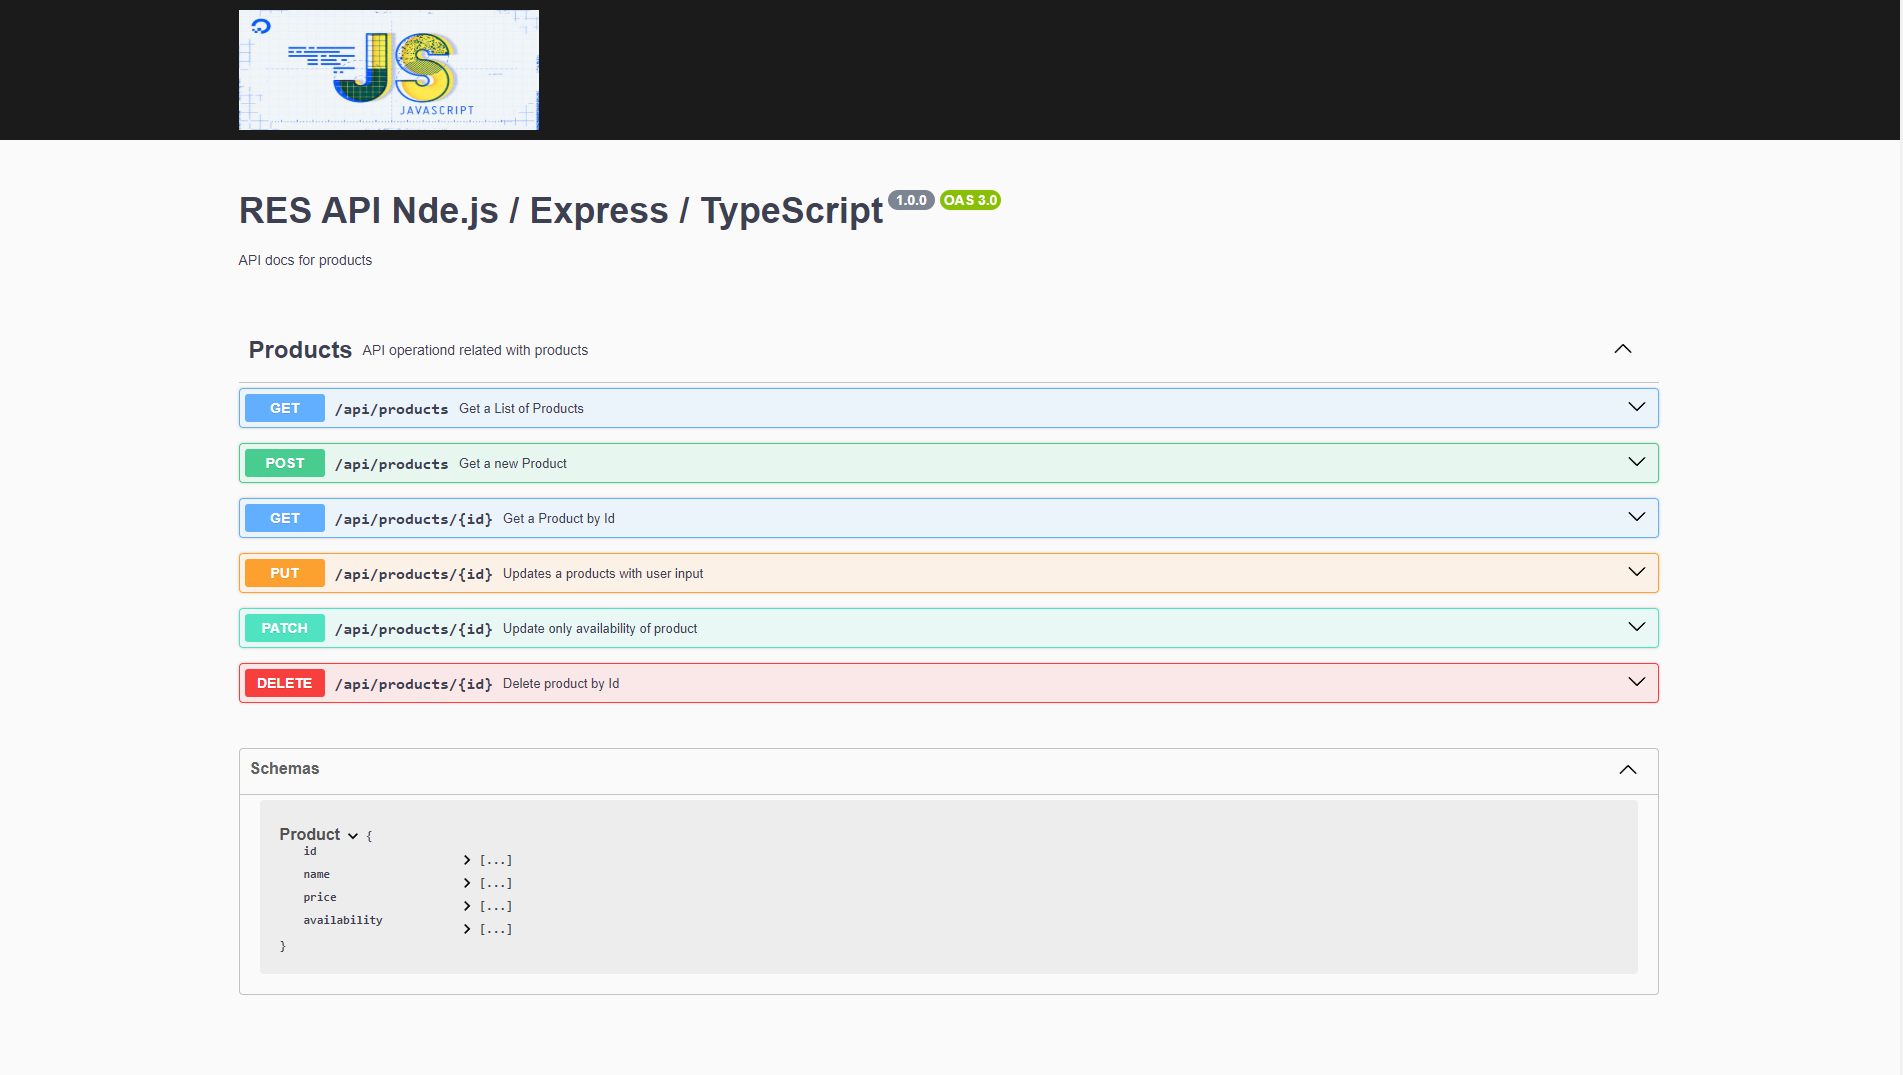 JS
JAVASCRIPT
RES API Nde.js / Express / TypeScript 1.0.0 OAS 3.0
API docs for products
Products API operationd related with products
GET /api/products Get a List of Products
POST /api/products Get a new Product
GET /api/products/{id} Get a Product by Id
PUT /api/products/{id} Updates a products with user input
PATCH /api/products/{id} Update only availability of product
DELETE /api/products/{id} Delete product by Id
Schemas
Product {
id [...]
name [...]
price [...]
availability [...]
}